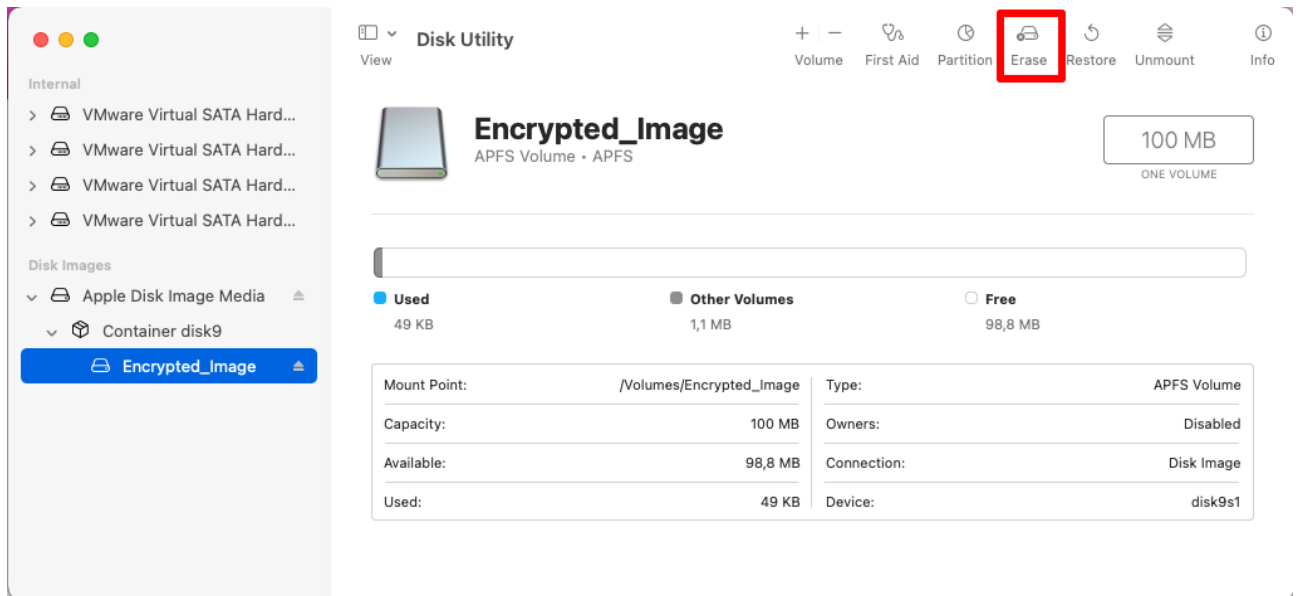 Disk Utility
View
Volume
First Aid
Partition
Erase
Restore
Unmount
Info
Internal
VMware Virtual SATA Hard...
VMware Virtual SATA Hard...
VMware Virtual SATA Hard...
VMware Virtual SATA Hard...
Disk Images
Apple Disk Image Media
Container disk9
Encrypted_Image
Encrypted_Image
APFS Volume • APFS
100 MB
ONE VOLUME
Used
49 KB
Other Volumes
1,1 MB
Free
98,8 MB
Mount Point: /Volumes/Encrypted_Image
Capacity: 100 MB
Available: 98,8 MB
Used: 49 KB
Type: APFS Volume
Owners: Disabled
Connection: Disk Image
Device: disk9s1